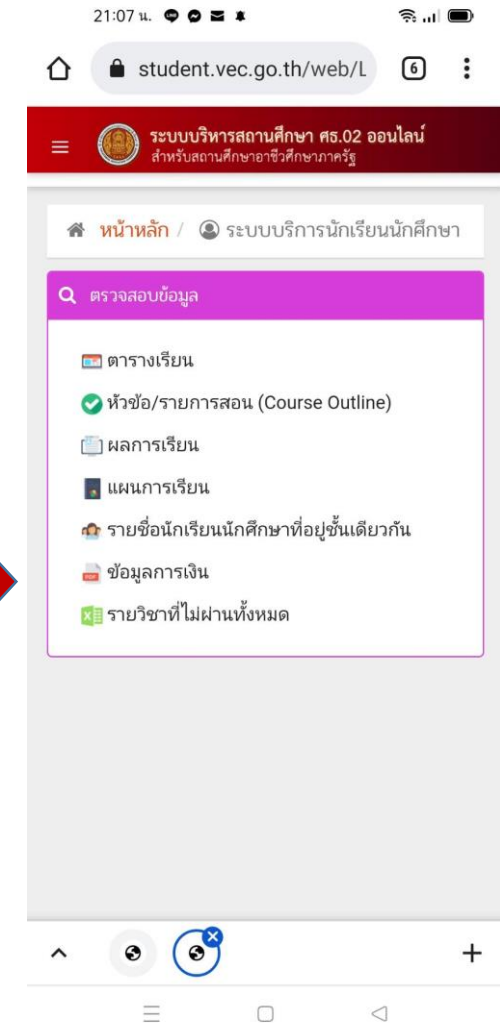 21:07 น.
student.vec.go.th/web/L
6
ระบบบริหารสถานศึกษา ศธ.02 ออนไลน์
สำหรับสถานศึกษาอาชีวศึกษาภาครัฐ
หน้าหลัก / ระบบบริการนักเรียนนักศึกษา
ตรวจสอบข้อมูล
ตารางเรียน
หัวข้อ/รายการสอน (Course Outline)
ผลการเรียน
แผนการเรียน
รายชื่อนักเรียนนักศึกษาที่อยู่ชั้นเดียวกัน
PDF ข้อมูลการเงิน
รายวิชาที่ไม่ผ่านทั้งหมด